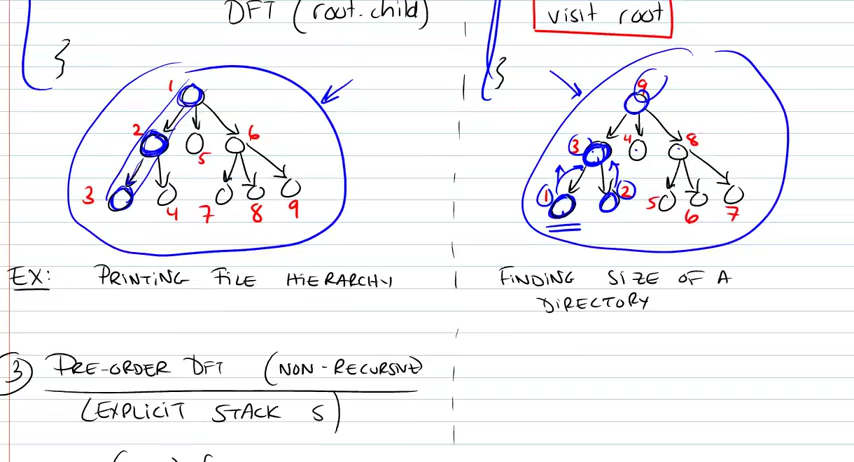 DFT (root.child)
}
1
2
5
6
3
4
7
8
9
EX: PRINTING FILE HIERARCHY
3 PRE-ORDER DFT (NON-RECURSIVE)
(EXPLICIT STACK S)
visit root
}
9
3
4
8
1
2
5
6
7
FINDING SIZE OF A
DIRECTORY